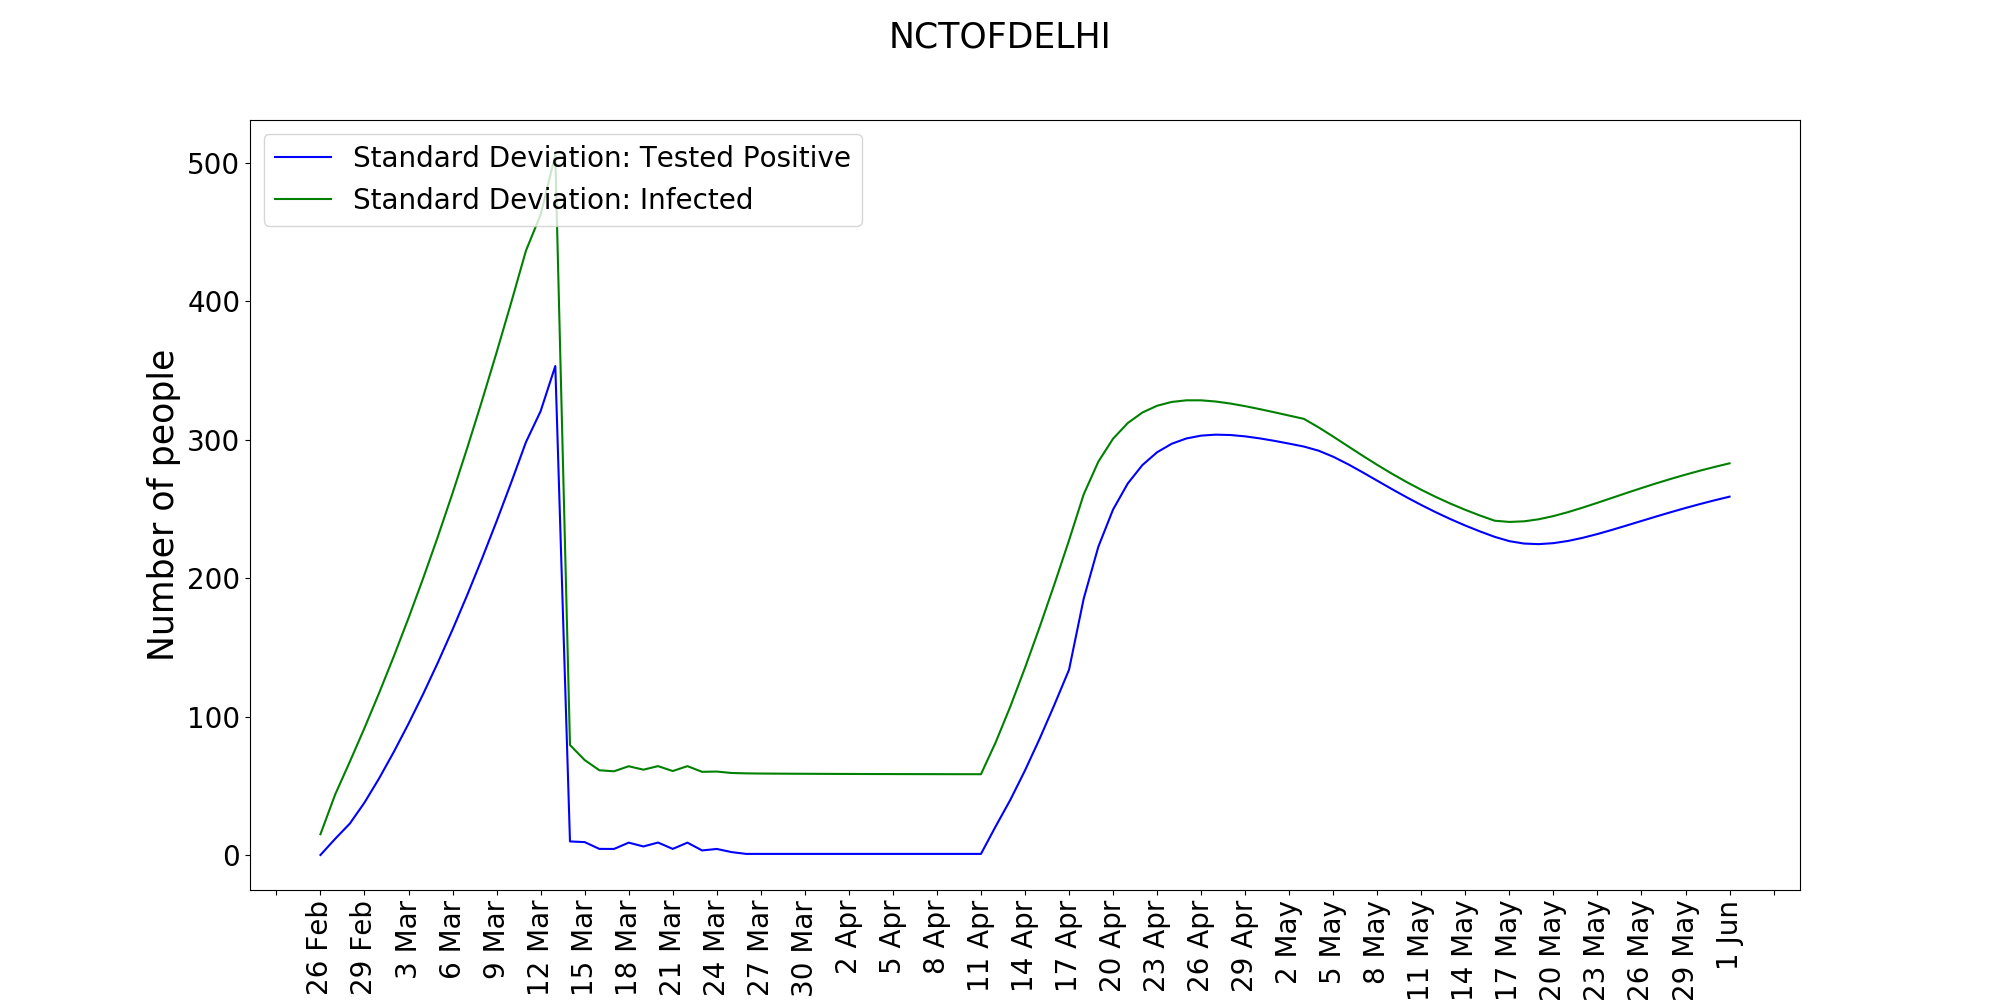 NCTOFDELHI
Standard Deviation: Tested Positive
Standard Deviation: Infected
Number of people
500
400
300
200
100
0
26 Feb
29 Feb
3 Mar
6 Mar
9 Mar
12 Mar
15 Mar
18 Mar
21 Mar
24 Mar
27 Mar
30 Mar
2 Apr
5 Apr
8 Apr
11 Apr
14 Apr
17 Apr
20 Apr
23 Apr
26 Apr
29 Apr
2 May
5 May
8 May
11 May
14 May
17 May
20 May
23 May
26 May
29 May
1 Jun